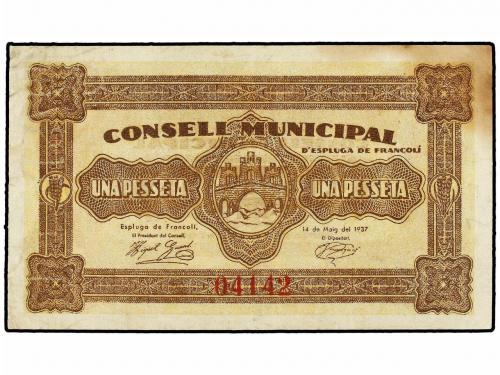 CONSELL MUNICIPAL
D'ESPLUGA DE FRANCOLÍ
UNA PESSETA
UNA PESSETA
Espluga de Francolí,
El President del Consell,
14 de Maig del 1937
El Dipositari,
04142